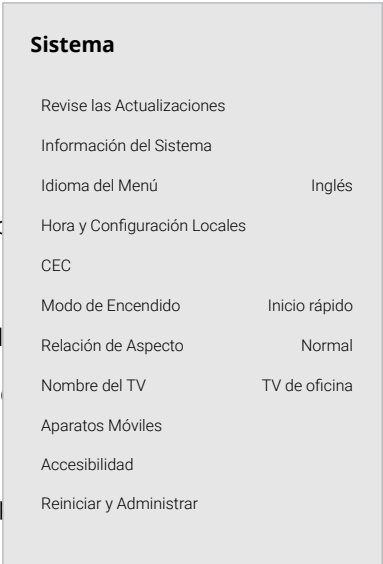 Sistema
Revise las Actualizaciones
Información del Sistema
Idioma del Menú Inglés
Hora y Configuración Locales
CEC
Modo de Encendido Inicio rápido
Relación de Aspecto Normal
Nombre del TV TV de oficina
Aparatos Móviles
Accesibilidad
Reiniciar y Administrar